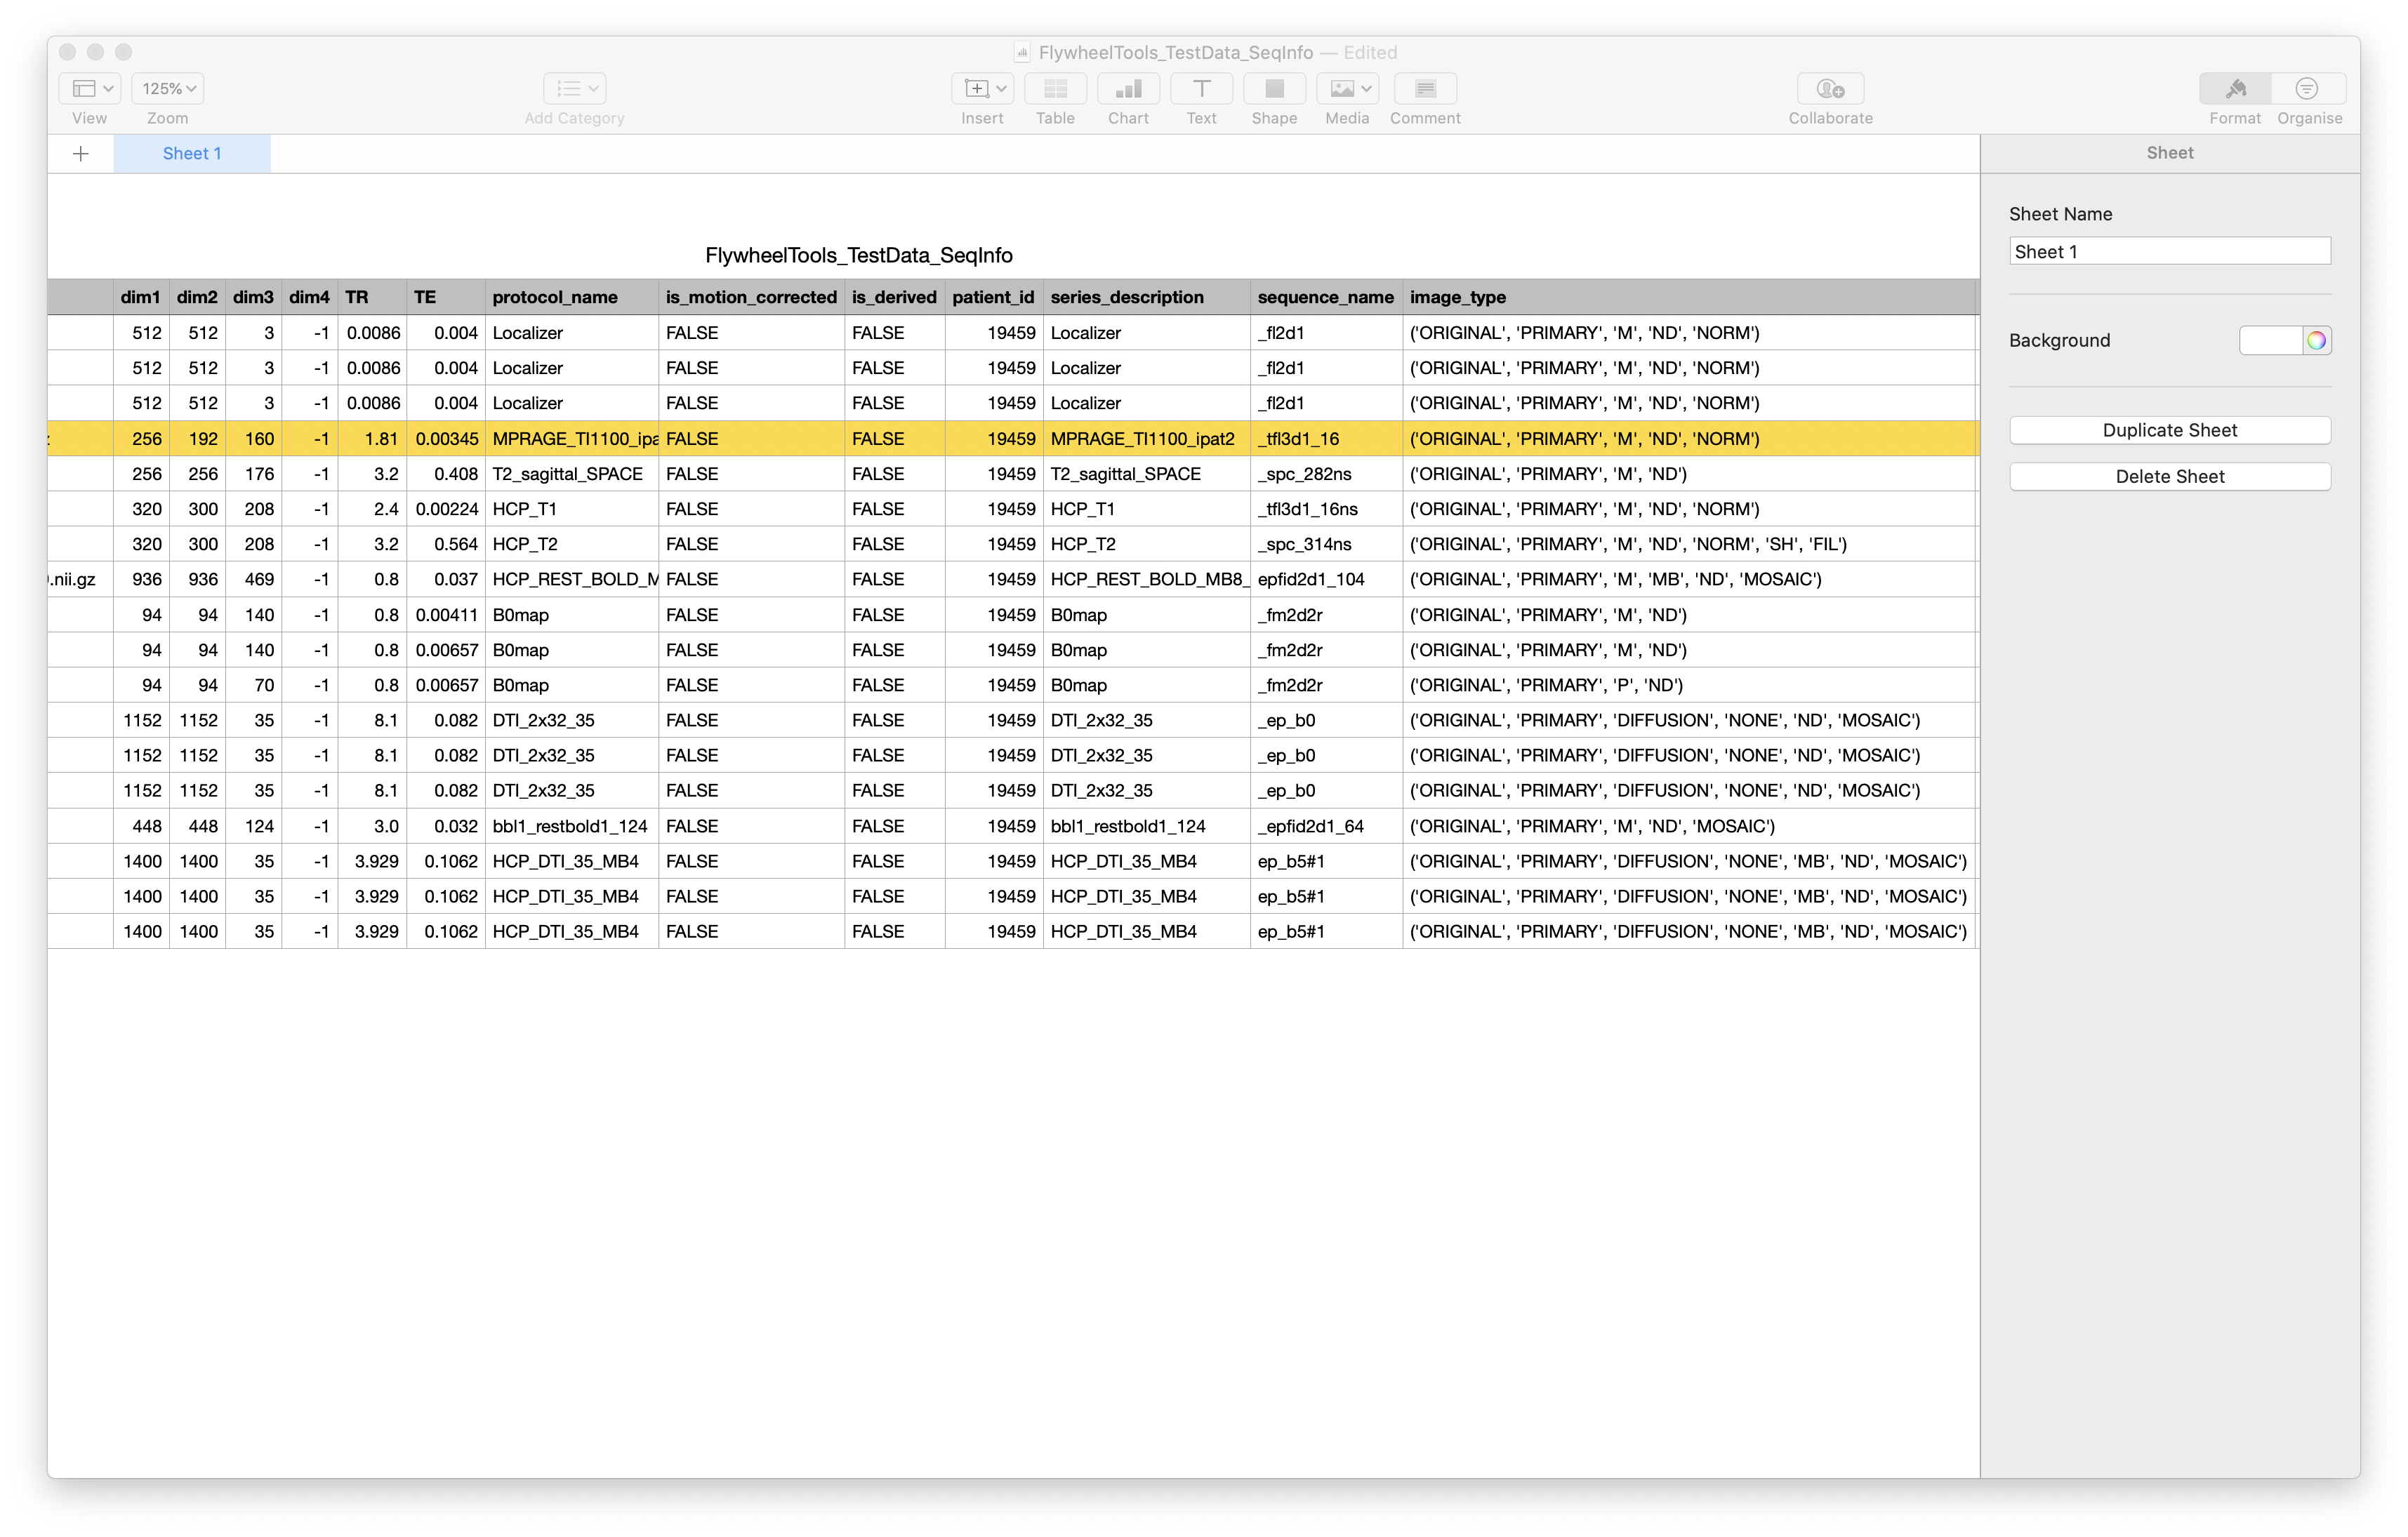 FlywheelTools_TestData_SeqInfo — Edited
125%
View Zoom Add Category Insert Table Chart Text Shape Media Comment Collaborate Format Organise
Sheet 1
Sheet
Sheet Name
Sheet 1
Background
Duplicate Sheet
Delete Sheet
FlywheelTools_TestData_SeqInfo
dim1 dim2 dim3 dim4 TR TE protocol_name is_motion_corrected is_derived patient_id series_description sequence_name image_type
512 512 3 -1 0.0086 0.004 Localizer FALSE FALSE 19459 Localizer _fl2d1 ('ORIGINAL', 'PRIMARY', 'M', 'ND', 'NORM')
512 512 3 -1 0.0086 0.004 Localizer FALSE FALSE 19459 Localizer _fl2d1 ('ORIGINAL', 'PRIMARY', 'M', 'ND', 'NORM')
512 512 3 -1 0.0086 0.004 Localizer FALSE FALSE 19459 Localizer _fl2d1 ('ORIGINAL', 'PRIMARY', 'M', 'ND', 'NORM')
256 192 160 -1 1.81 0.00345 MPRAGE_TI1100_ipa FALSE FALSE 19459 MPRAGE_TI1100_ipat2 _tfl3d1_16 ('ORIGINAL', 'PRIMARY', 'M', 'ND', 'NORM')
256 256 176 -1 3.2 0.408 T2_sagittal_SPACE FALSE FALSE 19459 T2_sagittal_SPACE _spc_282ns ('ORIGINAL', 'PRIMARY', 'M', 'ND')
320 300 208 -1 2.4 0.00224 HCP_T1 FALSE FALSE 19459 HCP_T1 _tfl3d1_16ns ('ORIGINAL', 'PRIMARY', 'M', 'ND', 'NORM')
320 300 208 -1 3.2 0.564 HCP_T2 FALSE FALSE 19459 HCP_T2 _spc_314ns ('ORIGINAL', 'PRIMARY', 'M', 'ND', 'NORM', 'SH', 'FIL')
.nii.gz 936 936 469 -1 0.8 0.037 HCP_REST_BOLD_M FALSE FALSE 19459 HCP_REST_BOLD_MB8_ epfid2d1_104 ('ORIGINAL', 'PRIMARY', 'M', 'MB', 'ND', 'MOSAIC')
94 94 140 -1 0.8 0.00411 B0map FALSE FALSE 19459 B0map _fm2d2r ('ORIGINAL', 'PRIMARY', 'M', 'ND')
94 94 140 -1 0.8 0.00657 B0map FALSE FALSE 19459 B0map _fm2d2r ('ORIGINAL', 'PRIMARY', 'M', 'ND')
94 94 70 -1 0.8 0.00657 B0map FALSE FALSE 19459 B0map _fm2d2r ('ORIGINAL', 'PRIMARY', 'P', 'ND')
1152 1152 35 -1 8.1 0.082 DTI_2x32_35 FALSE FALSE 19459 DTI_2x32_35 _ep_b0 ('ORIGINAL', 'PRIMARY', 'DIFFUSION', 'NONE', 'ND', 'MOSAIC')
1152 1152 35 -1 8.1 0.082 DTI_2x32_35 FALSE FALSE 19459 DTI_2x32_35 _ep_b0 ('ORIGINAL', 'PRIMARY', 'DIFFUSION', 'NONE', 'ND', 'MOSAIC')
1152 1152 35 -1 8.1 0.082 DTI_2x32_35 FALSE FALSE 19459 DTI_2x32_35 _ep_b0 ('ORIGINAL', 'PRIMARY', 'DIFFUSION', 'NONE', 'ND', 'MOSAIC')
448 448 124 -1 3.0 0.032 bbl1_restbold1_124 FALSE FALSE 19459 bbl1_restbold1_124 _epfid2d1_64 ('ORIGINAL', 'PRIMARY', 'M', 'ND', 'MOSAIC')
1400 1400 35 -1 3.929 0.1062 HCP_DTI_35_MB4 FALSE FALSE 19459 HCP_DTI_35_MB4 ep_b5#1 ('ORIGINAL', 'PRIMARY', 'DIFFUSION', 'NONE', 'MB', 'ND', 'MOSAIC')
1400 1400 35 -1 3.929 0.1062 HCP_DTI_35_MB4 FALSE FALSE 19459 HCP_DTI_35_MB4 ep_b5#1 ('ORIGINAL', 'PRIMARY', 'DIFFUSION', 'NONE', 'MB', 'ND', 'MOSAIC')
1400 1400 35 -1 3.929 0.1062 HCP_DTI_35_MB4 FALSE FALSE 19459 HCP_DTI_35_MB4 ep_b5#1 ('ORIGINAL', 'PRIMARY', 'DIFFUSION', 'NONE', 'MB', 'ND', 'MOSAIC')